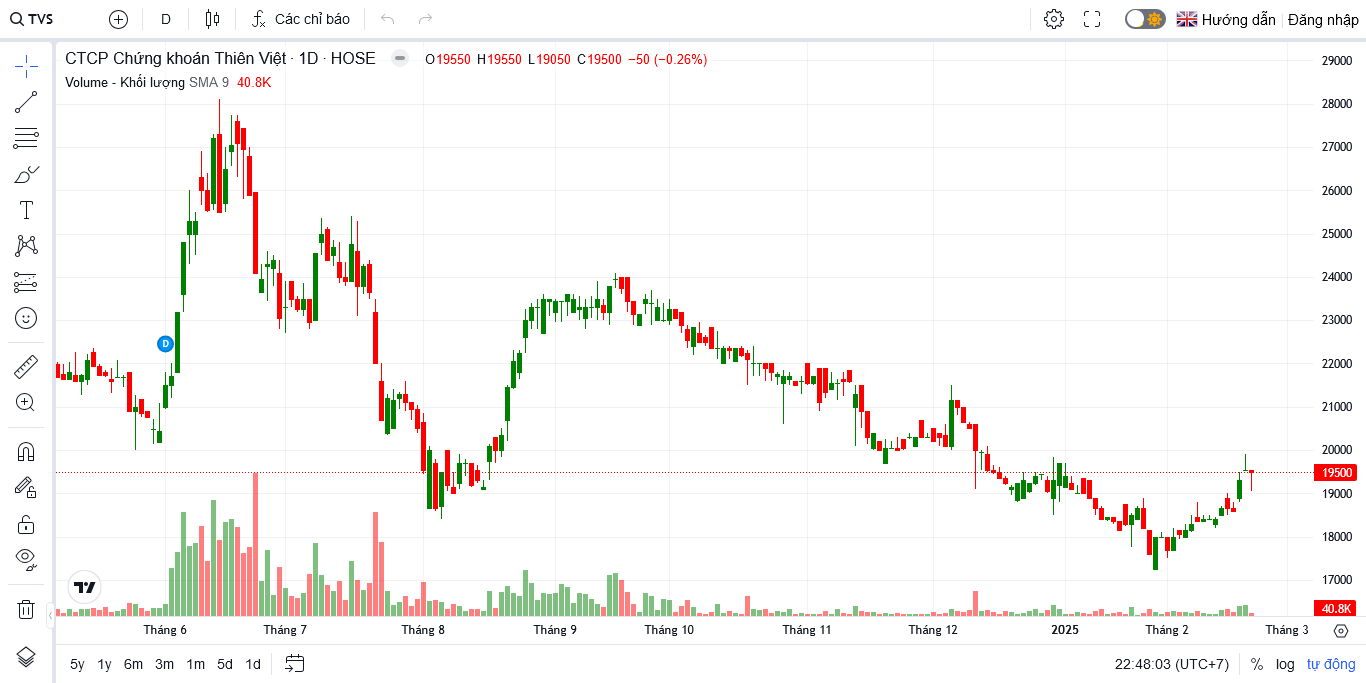 TVS D Các chỉ báo Hướng dẫn Đăng nhập
CTCP Chứng khoán Thiên Việt · 1D · HOSE O19550 H19550 L19050 C19500 −50 (−0.26%)
Volume - Khối lượng SMA 9 40.8K
29000
28000
27000
26000
25000
24000
23000
D
22000
21000
20000
19500
19000
18000
17000
40.8K
Tháng 6 Tháng 7 Tháng 8 Tháng 9 Tháng 10 Tháng 11 Tháng 12 2025 Tháng 2 Tháng 3
5y 1y 6m 3m 1m 5d 1d 22:48:03 (UTC+7) % log tự động